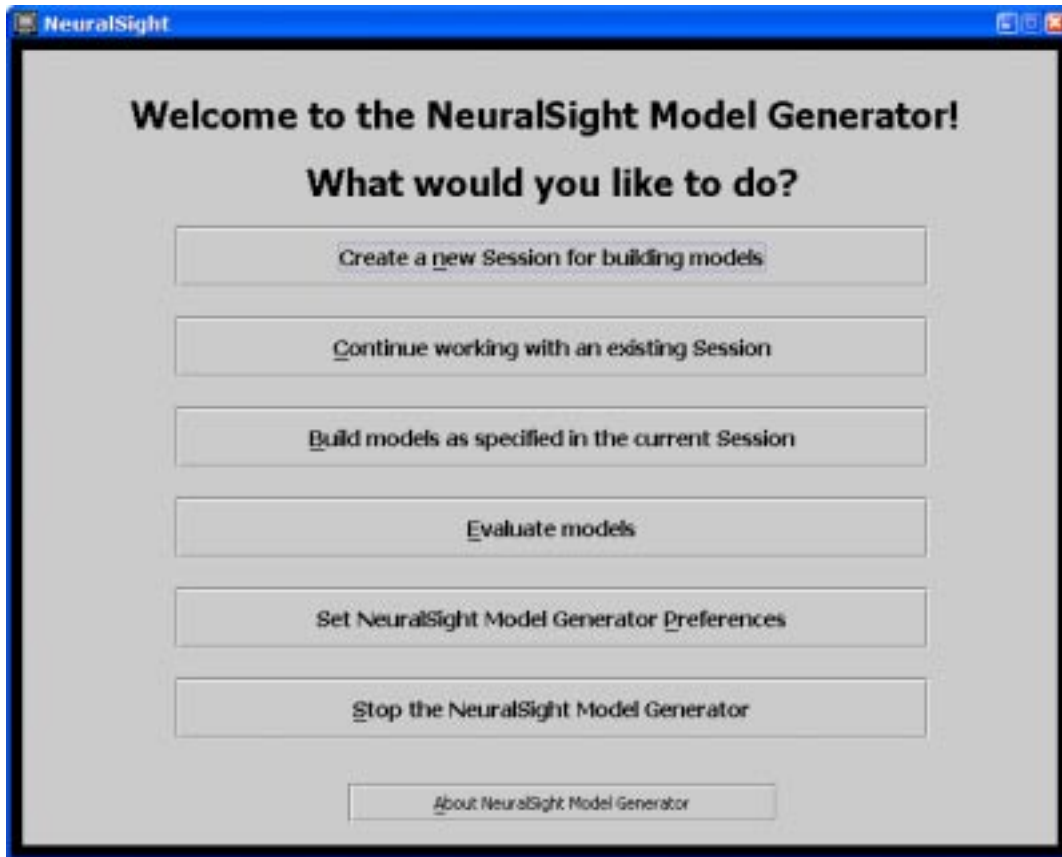 NeuralSight
Welcome to the NeuralSight Model Generator!
What would you like to do?
Create a new Session for building models
Continue working with an existing Session
Build models as specified in the current Session
Evaluate models
Set NeuralSight Model Generator Preferences
Stop the NeuralSight Model Generator
About NeuralSight Model Generator